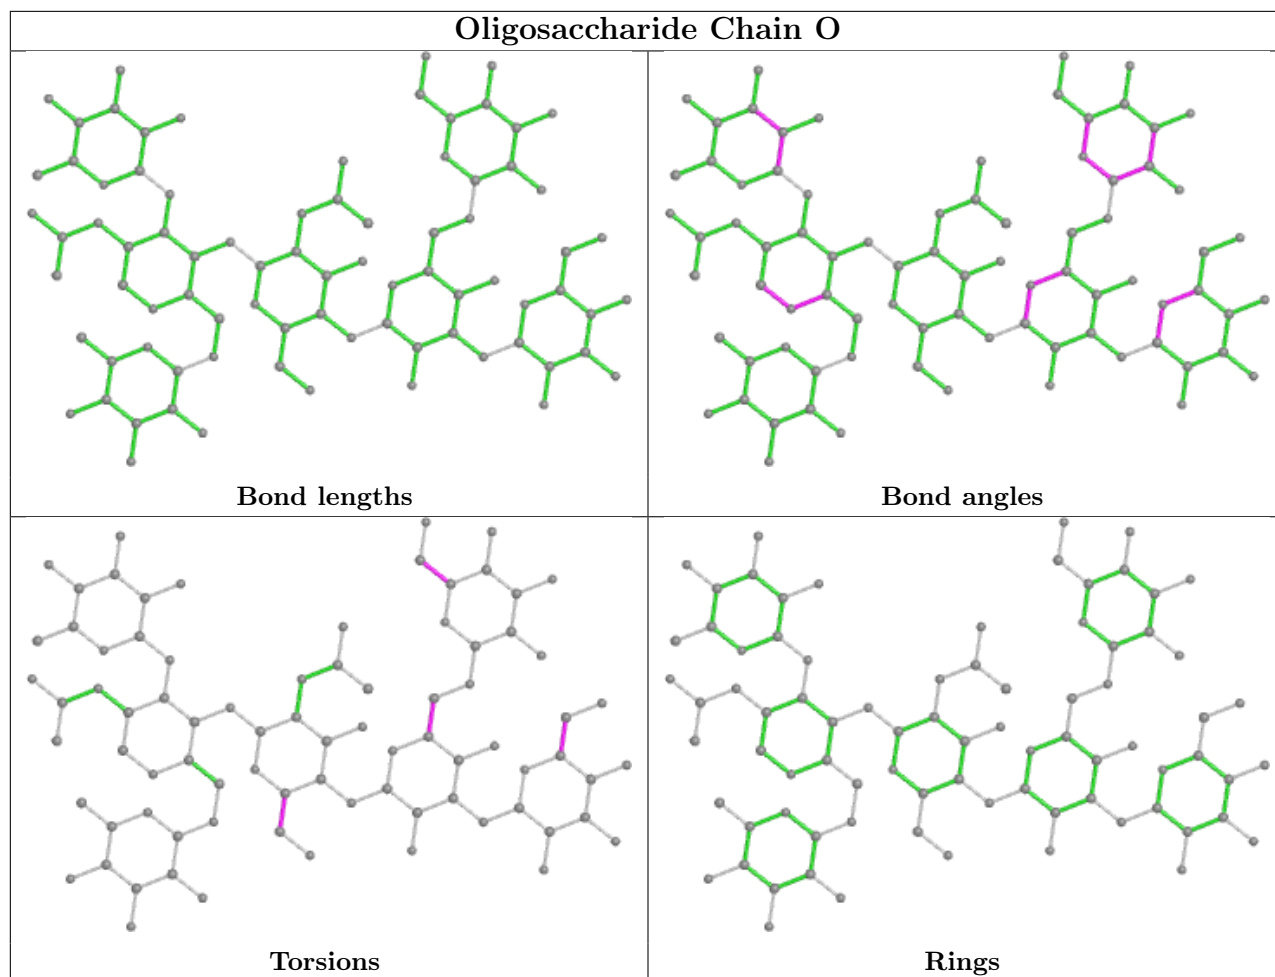 Oligosaccharide Chain O
Bond lengths
Bond angles
Torsions
Rings